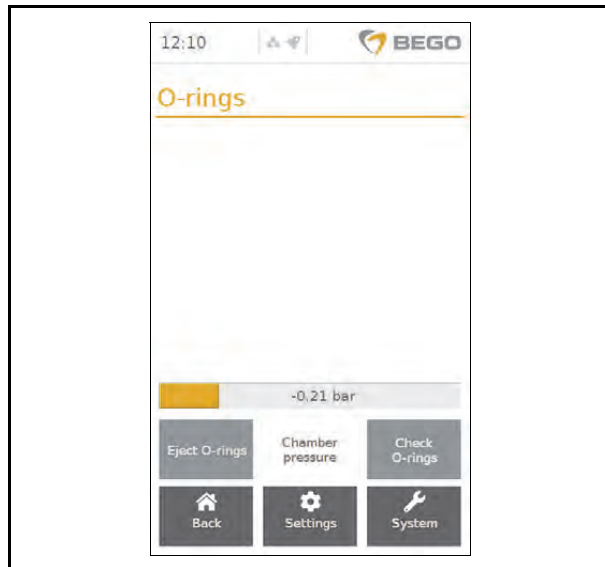 12:10
BEGO
O-rings
-0.21 bar
Eject O-rings
Chamber
pressure
Check
O-rings
Back
Settings
System